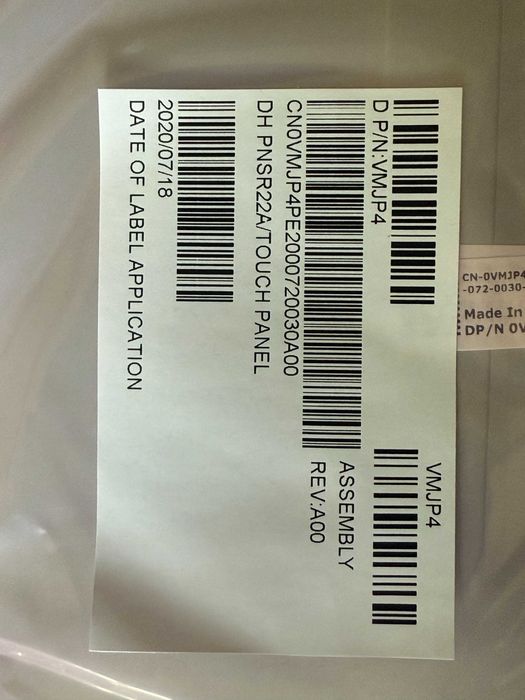 VMJP4
D P/N:VMJP4
ASSEMBLY
CN0VMJP4PE2000720030A00
REV:A00
DH PNSR22A/TOUCH PANEL
2020/07/18
DATE OF LABEL APPLICATION
CN-0VMJP4
-072-0030-
Made In
DP/N 0V